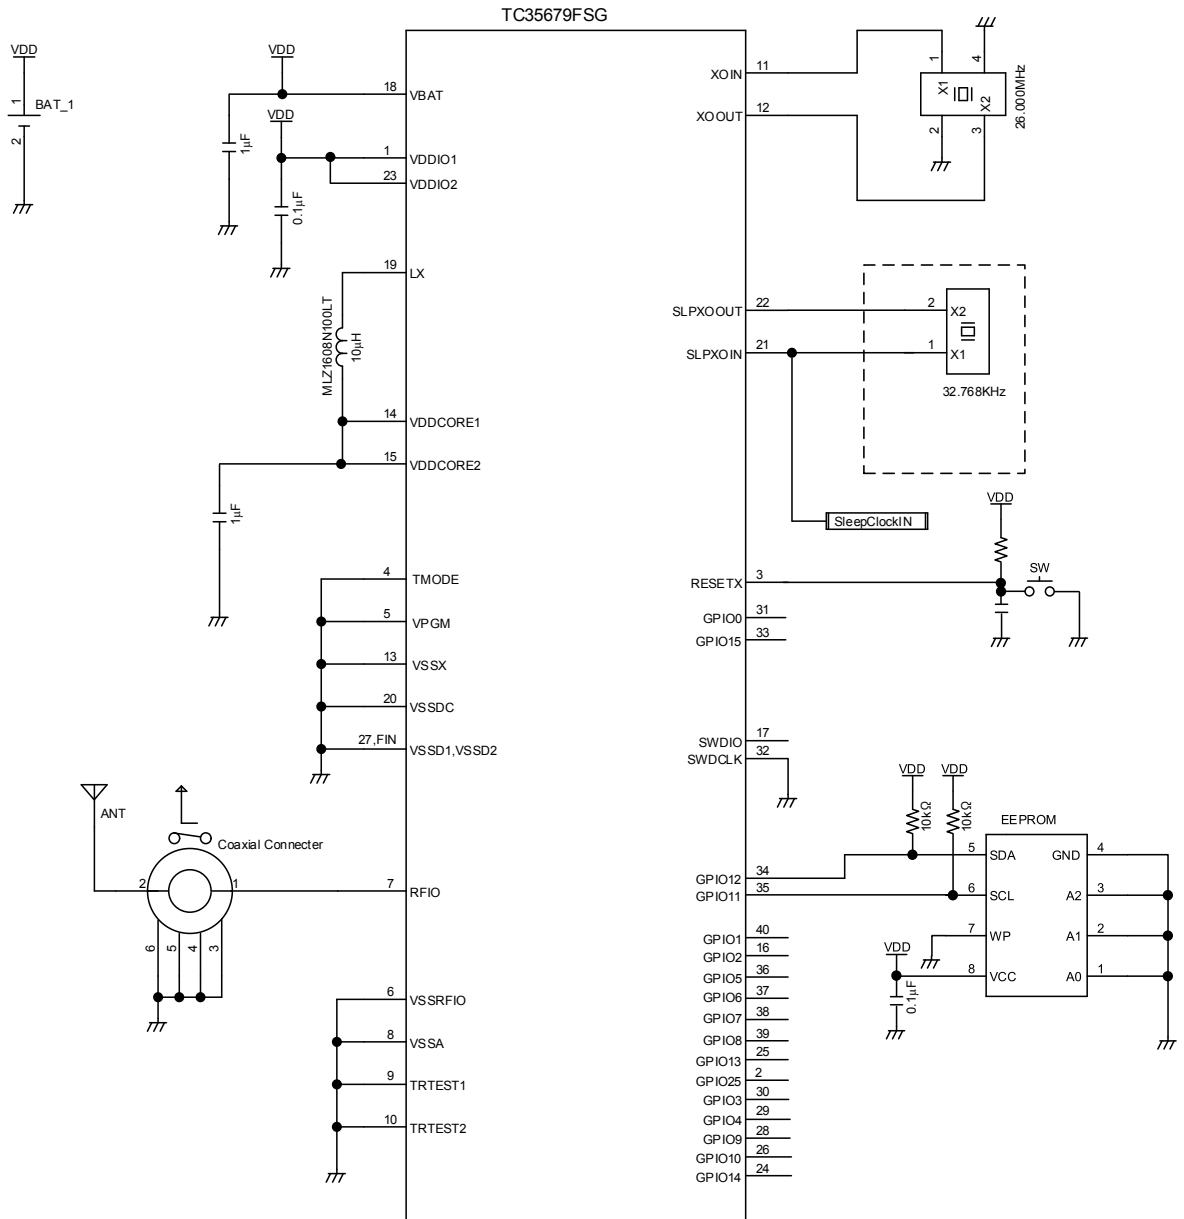 TC35679FSG
VDD
1
BAT_1
2
VDD
18
VBAT
1μF
VDD
1
VDDIO1
23
VDDIO2
0.1μF
19
LX
MLZ1608N100LT
10μH
14
VDDCORE1
15
VDDCORE2
1μF
4
TMODE
5
VPGM
13
VSSX
20
VSSDC
27,FIN
VSSD1,VSSD2
ANT
Coaxial Connecter
2
1
7
RFIO
6
5
4
3
6
VSSRFIO
8
VSSA
9
TRTEST1
10
TRTEST2
XOIN
11
XOOUT
12
1
4
X1
X2
2
3
26.000MHz
SLPXOOUT
22
2
X2
SLPXOIN
21
1
X1
32.768KHz
SleepClockIN
VDD
RESETX
3
SW
GPIO0
31
GPIO15
33
SWDIO
17
SWDCLK
32
VDD
VDD
10kΩ
10kΩ
EEPROM
GPIO12
34
GPIO11
35
5
SDA
GND
4
6
SCL
A2
3
7
WP
A1
2
8
VCC
A0
1
VDD
0.1μF
GPIO1
40
GPIO2
16
GPIO5
36
GPIO6
37
GPIO7
38
GPIO8
39
GPIO13
25
GPIO25
2
GPIO3
30
GPIO4
29
GPIO9
28
GPIO10
26
GPIO14
24